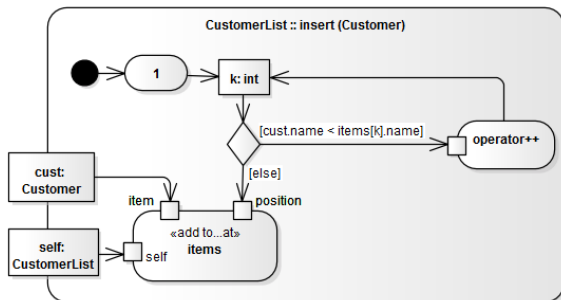 CustomerList :: insert (Customer)
1
k: int
[cust.name < items[k].name]
operator++
[else]
cust:
Customer
item
position
«add to...at»
items
self:
CustomerList
self